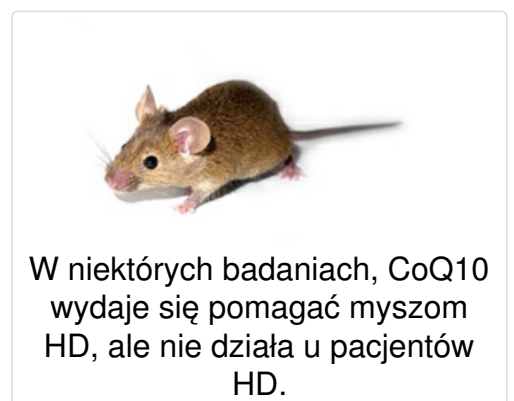 W niektórych badaniach, CoQ10
wydaje się pomagać myszom
HD, ale nie działa u pacjentów
HD.